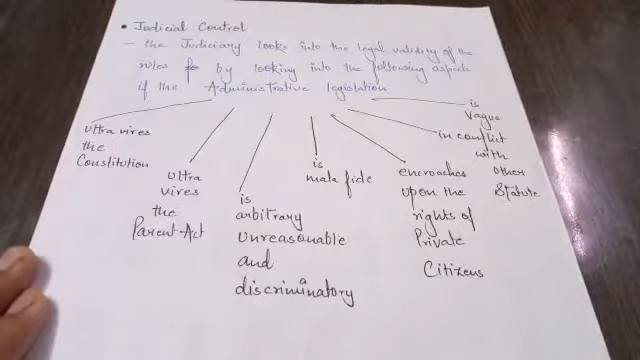 • Judicial Control
- the Judiciary looks into the legal validity of the
rules by looking into the following aspects
if the Administrative legislation
Ultra vires
the
Constitution
Ultra
vires
the
Parent Act
is
arbitrary
Unreasonable
and
discriminatory
is
mala fide
encroaches
upon the
rights of
Private
Citizens
in conflict
with
other
Statute
is
Vague